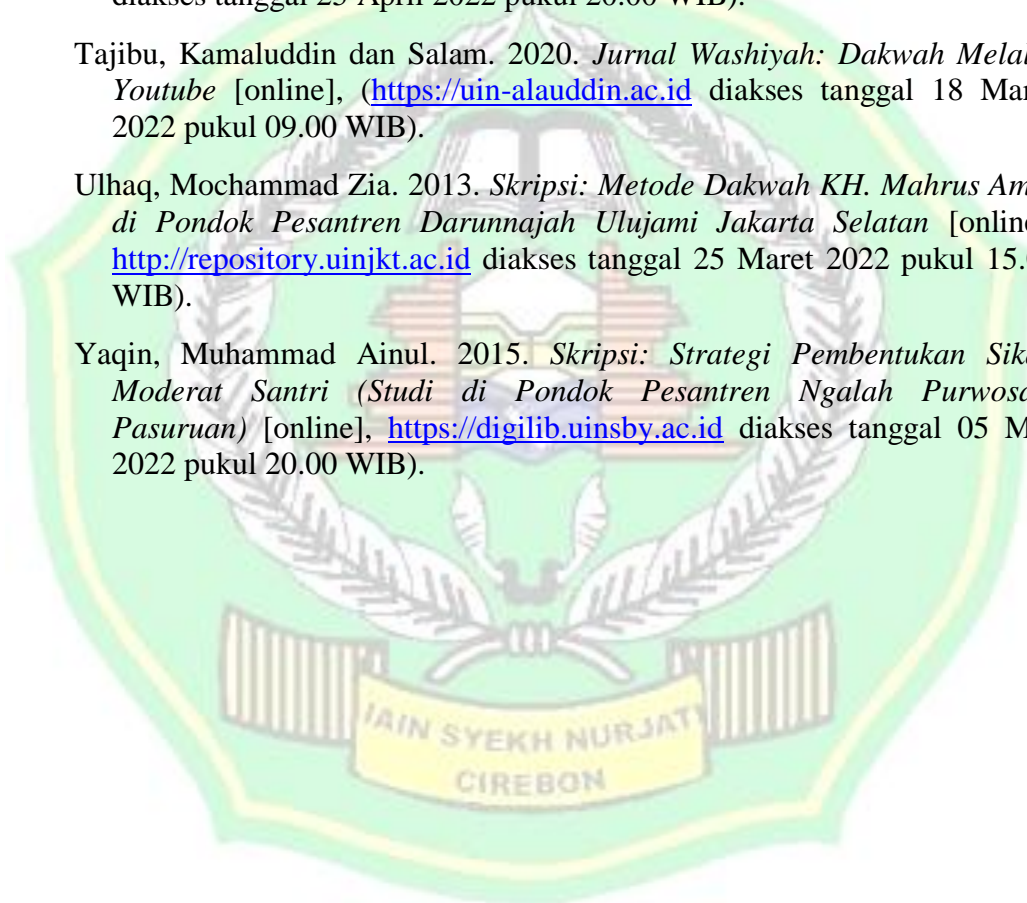 diakses tanggal 25 April 2022 pukul 20.00 WIB).
Tajibu, Kamaluddin dan Salam. 2020. Jurnal Washiyah: Dakwah Melal
Youtube [online], (https://uin-alauddin.ac.id diakses tanggal 18 Mar
2022 pukul 09.00 WIB).
Ulhaq, Mochammad Zia. 2013. Skripsi: Metode Dakwah KH. Mahrus Am
di Pondok Pesantren Darunnajah Ulujami Jakarta Selatan [online
http://repository.uinjkt.ac.id diakses tanggal 25 Maret 2022 pukul 15.0
WIB).
Yaqin, Muhammad Ainul. 2015. Skripsi: Strategi Pembentukan Sika
Moderat Santri (Studi di Pondok Pesantren Ngalah Purwosa
Pasuruan) [online], https://digilib.uinsby.ac.id diakses tanggal 05 M
2022 pukul 20.00 WIB).
IAIN SYEKH NURJATI
CIREBON